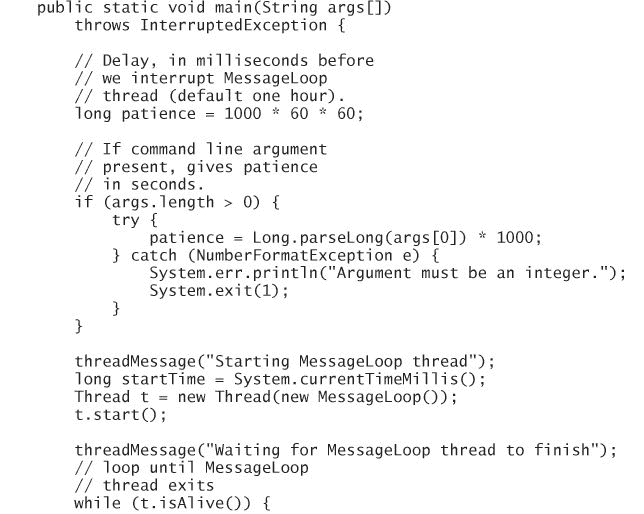 public static void main(String args[])
throws InterruptedException {
// Delay, in milliseconds before
// we interrupt MessageLoop
// thread (default one hour).
long patience = 1000 * 60 * 60;
// If command line argument
// present, gives patience
// in seconds.
if (args.length > 0) {
try {
patience = Long.parseLong(args[0]) * 1000;
} catch (NumberFormatException e) {
System.err.println("Argument must be an integer.");
System.exit(1);
}
}
threadMessage("Starting MessageLoop thread");
long startTime = System.currentTimeMillis();
Thread t = new Thread(new MessageLoop());
t.start();
threadMessage("Waiting for MessageLoop thread to finish");
// loop until MessageLoop
// thread exits
while (t.isAlive()) {